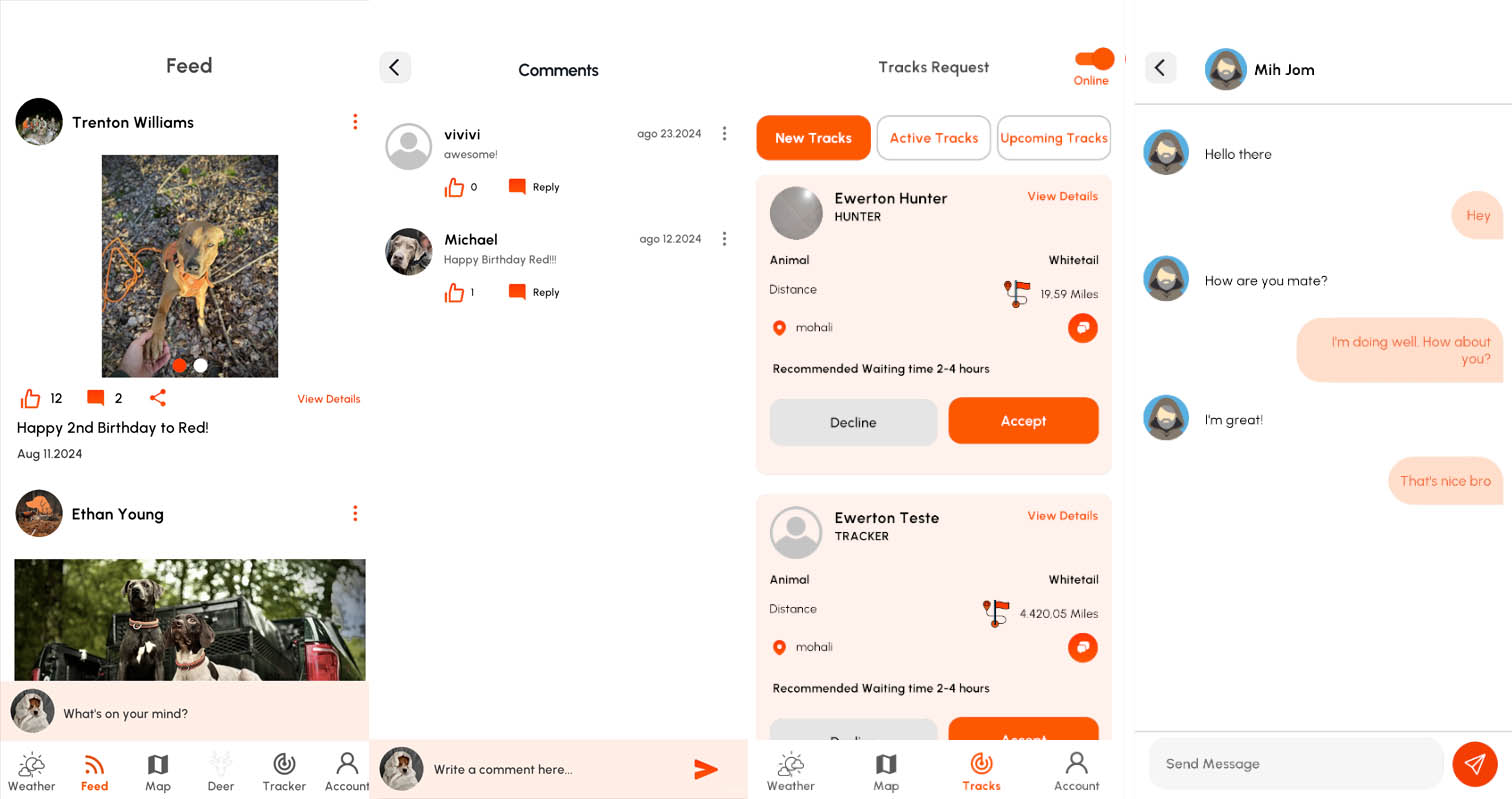 Feed
Trenton Williams
12
2
View Details
Happy 2nd Birthday to Red!
Aug 11.2024
Ethan Young
What's on your mind?
Weather
Feed
Map
Deer
Tracker
Account
Comments
vivivi
ago 23.2024
awesome!
0
Reply
Michael
ago 12.2024
Happy Birthday Red!!!
1
Reply
Write a comment here...
Tracks Request
Online
New Tracks
Active Tracks
Upcoming Tracks
Ewerton Hunter
View Details
HUNTER
Animal
Whitetail
Distance
19,59 Miles
mohali
Recommended Waiting time 2-4 hours
Decline
Accept
Ewerton Teste
View Details
TRACKER
Animal
Whitetail
Distance
4.420,05 Miles
mohali
Recommended Waiting time 2-4 hours
Decline
Accept
Weather
Map
Tracks
Account
Mih Jom
Hello there
Hey
How are you mate?
I'm doing well. How about
you?
I'm great!
That's nice bro
Send Message